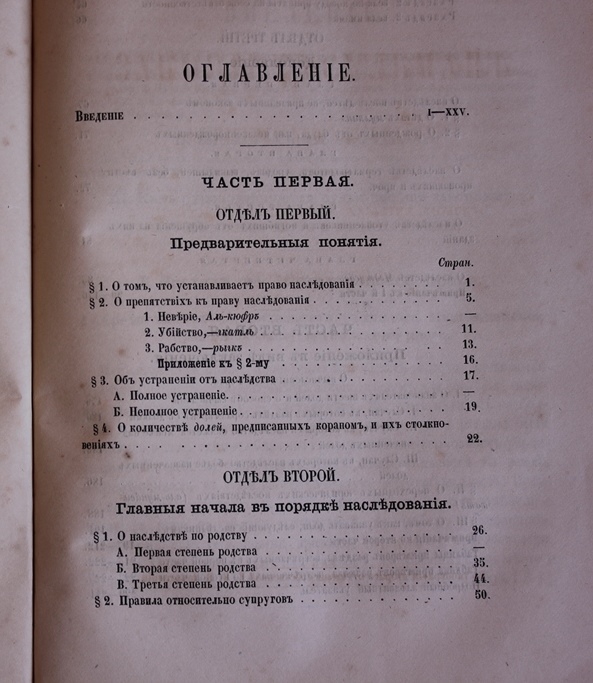 ОГЛАВЛЕНІЕ.
Введеніе . . . . . . . . . . . . . . . . . . . . . . I—XXV.
ЧАСТЬ ПЕРВАЯ.
ОТДѢЛЪ ПЕРВЫЙ.
Предварительныя понятія.
Стран.
§ 1. О томъ, что устанавливаетъ право наслѣдованія . . . . . . . . 1.
§ 2. О препятствіхъ къ праву наслѣдованія . . . . . . . . . . . . 5.
1. Невѣріе, Аль-кюфръ . . . . . . . . . . . . . . —
2. Убійство,—икатль . . . . . . . . . . . . . . 11.
3. Рабство,—рыккъ . . . . . . . . . . . . . . . 13.
Приложеніе къ § 2-му . . . . . . . . . . . . 16.
§ 3. Объ устраненіи отъ наслѣдства . . . . . . . . . . . . . . 17.
А. Полное устраненіе. . . . . . . . . . . . . . . . . —
Б. Неполное устраненіе . . . . . . . . . . . . . . . . 19.
§ 4. О количествѣ долей, предписанныхъ кораномъ, и ихъ столкно-
веніяхъ . . . . . . . . . . . . . . . . . . . . . . . . 22.
ОТДѢЛЪ ВТОРОЙ.
Главныя начала въ порядкѣ наслѣдованія.
§ 1. О наслѣдствѣ по родству . . . . . . . . . . . . . . . . 26.
А. Первая степень родства . . . . . . . . . . . . . . —
Б. Вторая степень родства . . . . . . . . . . . . . . 35.
В. Третья степень родства . . . . . . . . . . . . . . 44.
§ 2. Правила относительно супруговъ . . . . . . . . . . . . . 50.